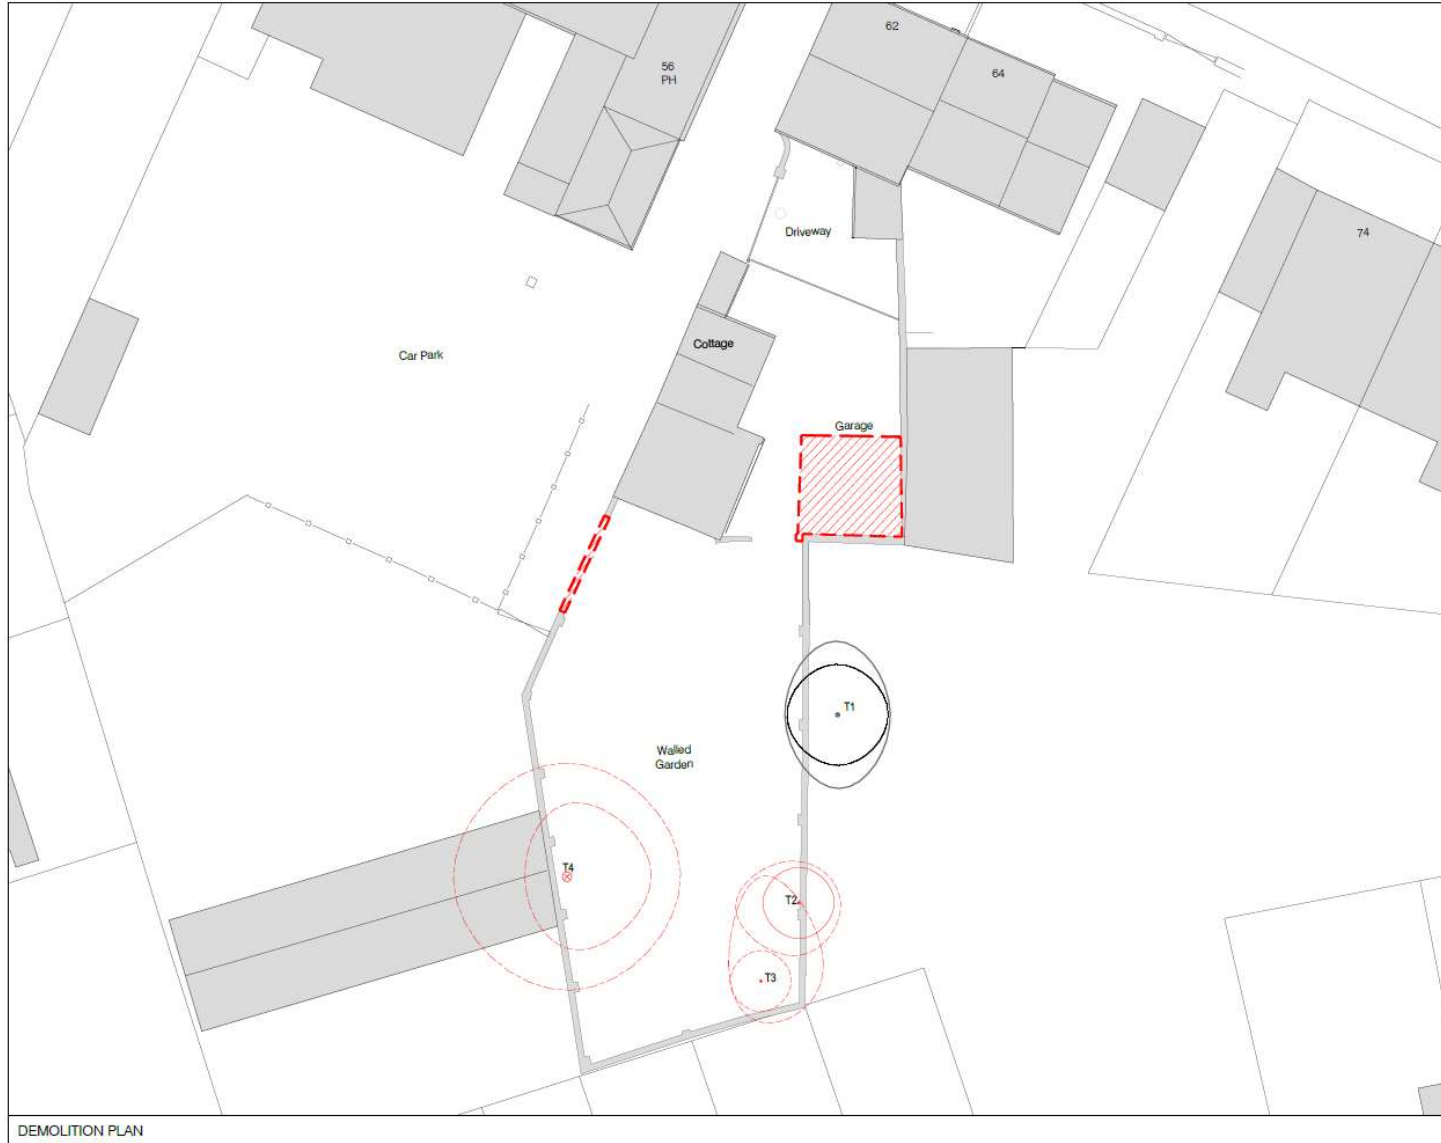 62
56
PH
64
Driveway
74
Cottage
Car Park
Garage
T1
Walled
Garden
T4
T2
T3
DEMOLITION PLAN